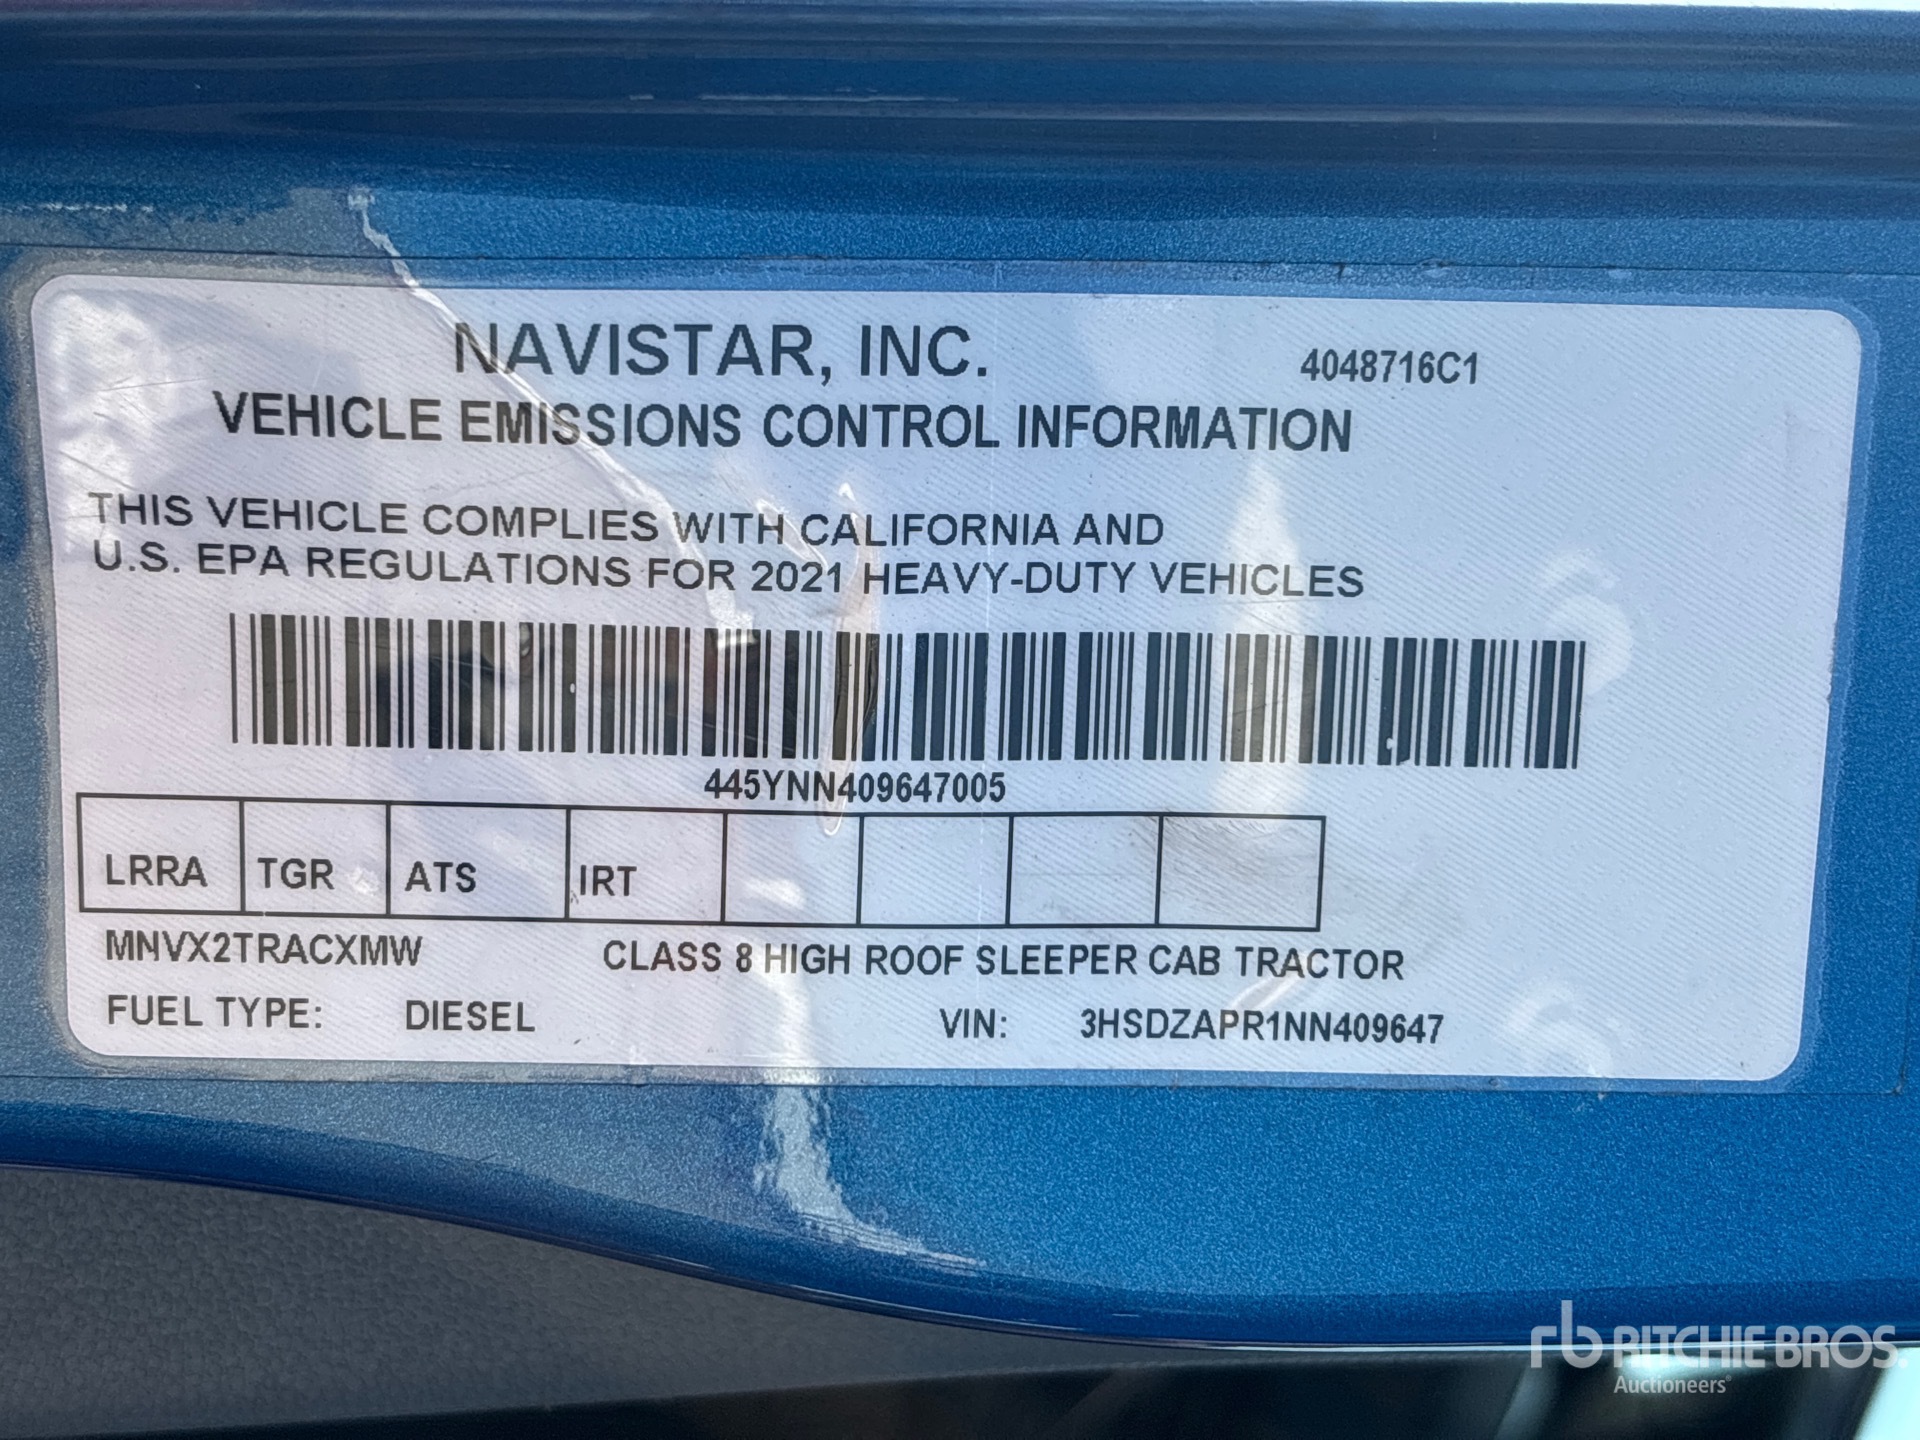 NAVISTAR, INC. 4048716C1
VEHICLE EMISSIONS CONTROL INFORMATION
THIS VEHICLE COMPLIES WITH CALIFORNIA AND
U.S. EPA REGULATIONS FOR 2021 HEAVY-DUTY VEHICLES
445YNN409647005
LRRA TGR ATS IRT
MNVX2TRACXMW CLASS 8 HIGH ROOF SLEEPER CAB TRACTOR
FUEL TYPE: DIESEL VIN: 3HSDZAPR1NN409647
rb RITCHIE BROS.
Auctioneers®